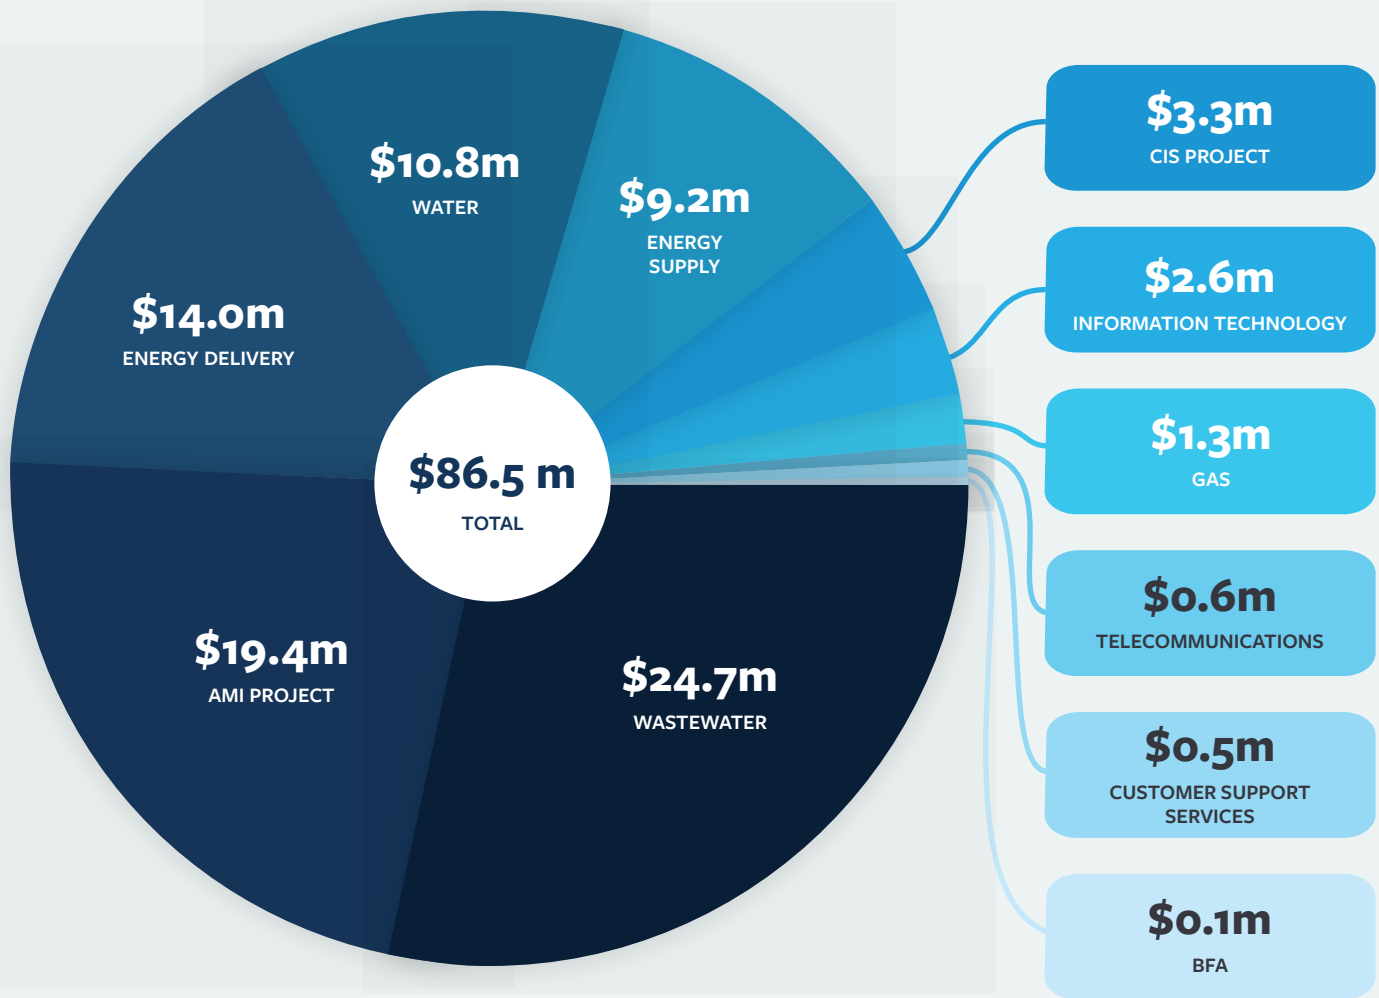 $10.8m
WATER
$9.2m
ENERGY
SUPPLY
$14.0m
ENERGY DELIVERY
$86.5 m
TOTAL
$19.4m
AMI PROJECT
$24.7m
WASTEWATER
$3.3m
CIS PROJECT
$2.6m
INFORMATION TECHNOLOGY
$1.3m
GAS
$0.6m
TELECOMMUNICATIONS
$0.5m
CUSTOMER SUPPORT
SERVICES
$0.1m
BFA